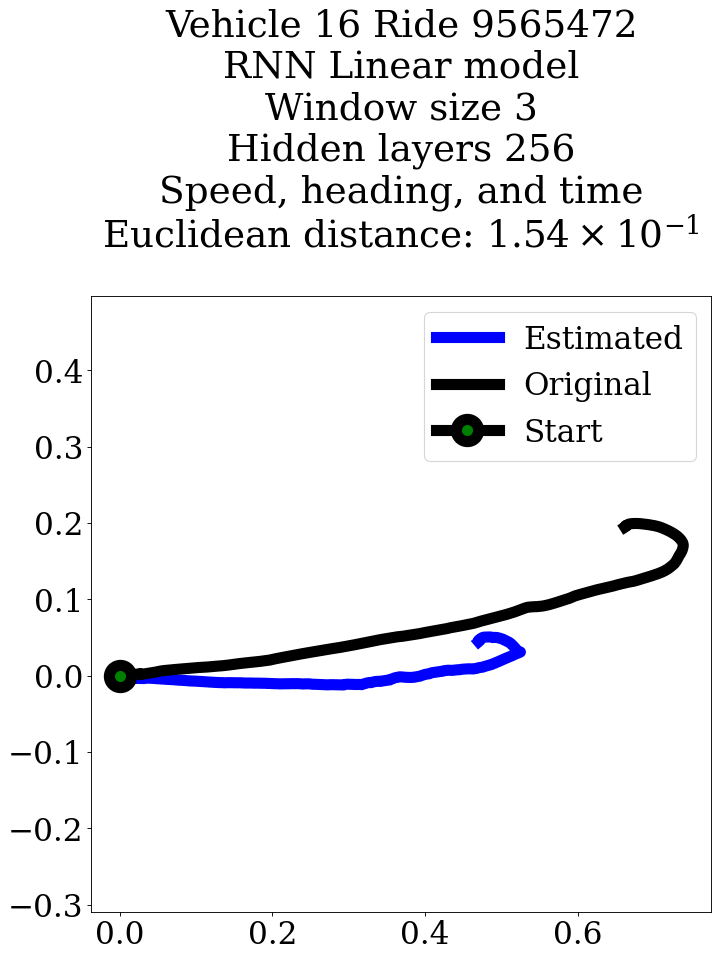 Vehicle 16 Ride 9565472
RNN Linear model
Window size 3
Hidden layers 256
Speed, heading, and time
Euclidean distance: 1.54 × 10⁻¹
Estimated
Original
Start
0.4
0.3
0.2
0.1
0.0
−0.1
−0.2
−0.3
0.0 0.2 0.4 0.6